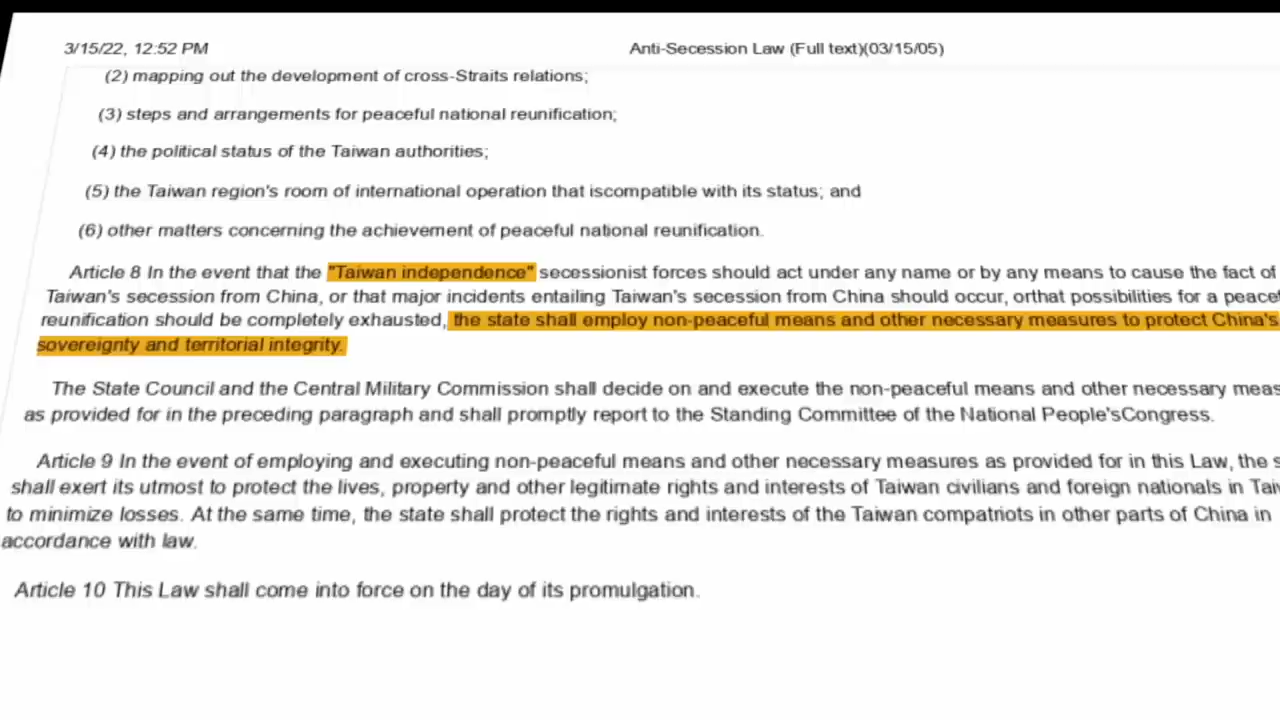 3/15/22, 12:52 PM Anti-Secession Law (Full text)(03/15/05)
(2) mapping out the development of cross-Straits relations;
(3) steps and arrangements for peaceful national reunification;
(4) the political status of the Taiwan authorities;
(5) the Taiwan region's room of international operation that iscompatible with its status; and
(6) other matters concerning the achievement of peaceful national reunification.
Article 8 In the event that the "Taiwan independence" secessionist forces should act under any name or by any means to cause the fact of
Taiwan's secession from China, or that major incidents entailing Taiwan's secession from China should occur, orthat possibilities for a
reunification should be completely exhausted, the state shall employ non-peaceful means and other necessary measures to protect China's
sovereignty and territorial integrity.
The State Council and the Central Military Commission shall decide on and execute the non-peaceful means and other necessary
as provided for in the preceding paragraph and shall promptly report to the Standing Committee of the National People'sCongress.
Article 9 In the event of employing and executing non-peaceful means and other necessary measures as provided for in this Law, the
shall exert its utmost to protect the lives, property and other legitimate rights and interests of Taiwan civilians and foreign nationals in
to minimize losses. At the same time, the state shall protect the rights and interests of the Taiwan compatriots in other parts of China in
accordance with law.
Article 10 This Law shall come into force on the day of its promulgation.